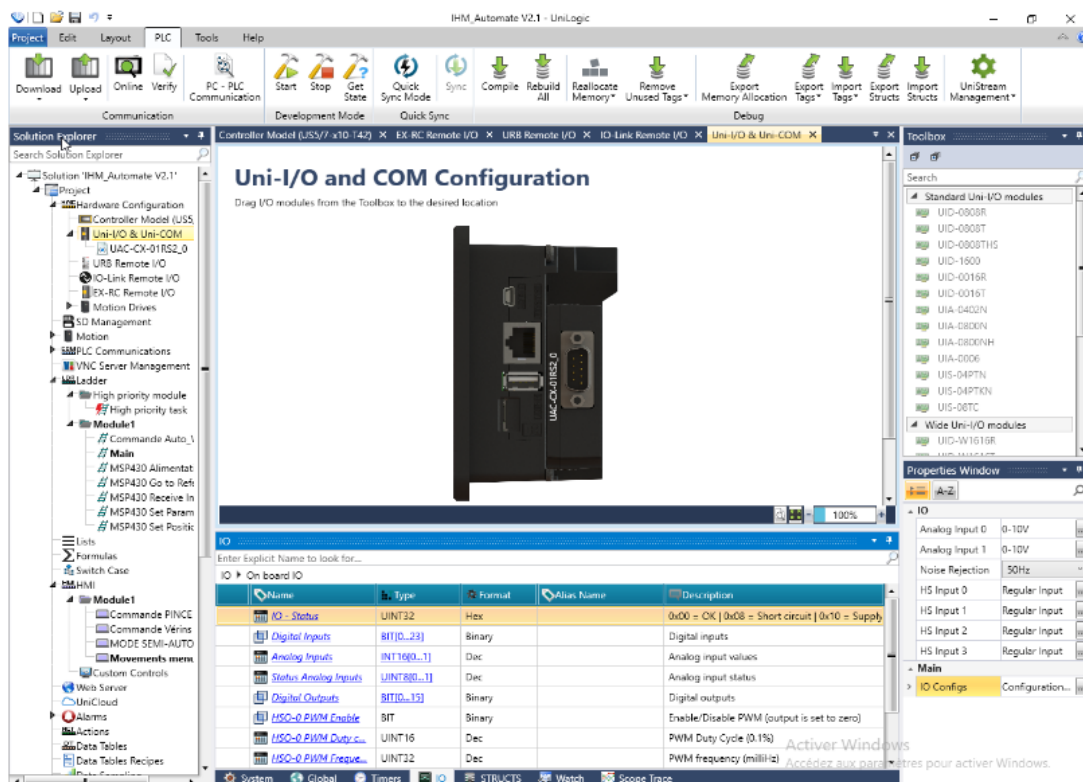 IHM_Automate V2.1 - UniLogic
Project Edit Layout PLC Tools Help
Download Upload Online Verify PC - PLC Communication Start Stop Get State Quick Sync Mode Sync Compile Rebuild All Reallocate Memory Remove Unused Tags Export Memory Allocation Export Tags Import Tags Export Structs Import Structs UniStream Management
Communication Development Mode Quick Sync Debug
Solution Explorer
Search Solution Explorer
Solution 'IHM_Automate V2.1'
Project
Hardware Configuration
Controller Model (US5,
Uni-I/O & Uni-COM
UAC-CX-01RS2_0
URB Remote I/O
IO-Link Remote I/O
EX-RC Remote I/O
Motion Drives
SD Management
Motion
PLC Communications
VNC Server Management
Ladder
High priority module
High priority task
Module1
Commande Auto_V
Main
MSP430 Alimentat
MSP430 Go to Refe
MSP430 Receive In
MSP430 Set Param
MSP430 Set Positic
Lists
Formulas
Switch Case
HMI
Module1
Commande PINCE
Commande Vérins
MODE SEMI-AUTO
Movements menu
Custom Controls
Web Server
UniCloud
Alarms
Actions
Data Tables
Data Tables Recipes
Data Sampling
Controller Model (US5/7-x10-T42) EX-RC Remote I/O URB Remote I/O IO-Link Remote I/O Uni-I/O & Uni-COM
Uni-I/O and COM Configuration
Drag I/O modules from the Toolbox to the desired location
UAC-CX-01RS2_0
100%
IO
Enter Explicit Name to look for...
IO On board IO
Name Type Format Alias Name Description
IO - Status UINT32 Hex 0x00 = OK | 0x08 = Short circuit | 0x10 = Supply
Digital Inputs BIT[0...23] Binary Digital inputs
Analog Inputs INT16[0...1] Dec Analog input values
Status Analog Inputs UINT8[0...1] Dec Analog input status
Digital Outputs BIT[0...15] Binary Digital outputs
HSO-0 PWM Enable BIT Binary Enable/Disable PWM (output is set to zero)
HSO-0 PWM Duty c... UINT16 Dec PWM Duty Cycle (0.1%)
HSO-0 PWM Freque... UINT32 Dec PWM frequency (milliHz)
System Global Timers IO STRUCTS Watch Scope Trace
Toolbox
Search
Standard Uni-I/O modules
UID-0808R
UID-0808T
UID-0808THS
UID-1600
UID-0016R
UID-0016T
UIA-0402N
UIA-0800N
UIA-0800NH
UIA-0006
UIS-04PTN
UIS-04PTKN
UIS-08TC
Wide Uni-I/O modules
UID-W1616R
Properties Window
A-Z
IO
Analog Input 0 0-10V
Analog Input 1 0-10V
Noise Rejection 50Hz
HS Input 0 Regular Input
HS Input 1 Regular Input
HS Input 2 Regular Input
HS Input 3 Regular Input
Main
IO Configs Configuration...
Activer Windows
Accédez aux paramètres pour activer Windows.